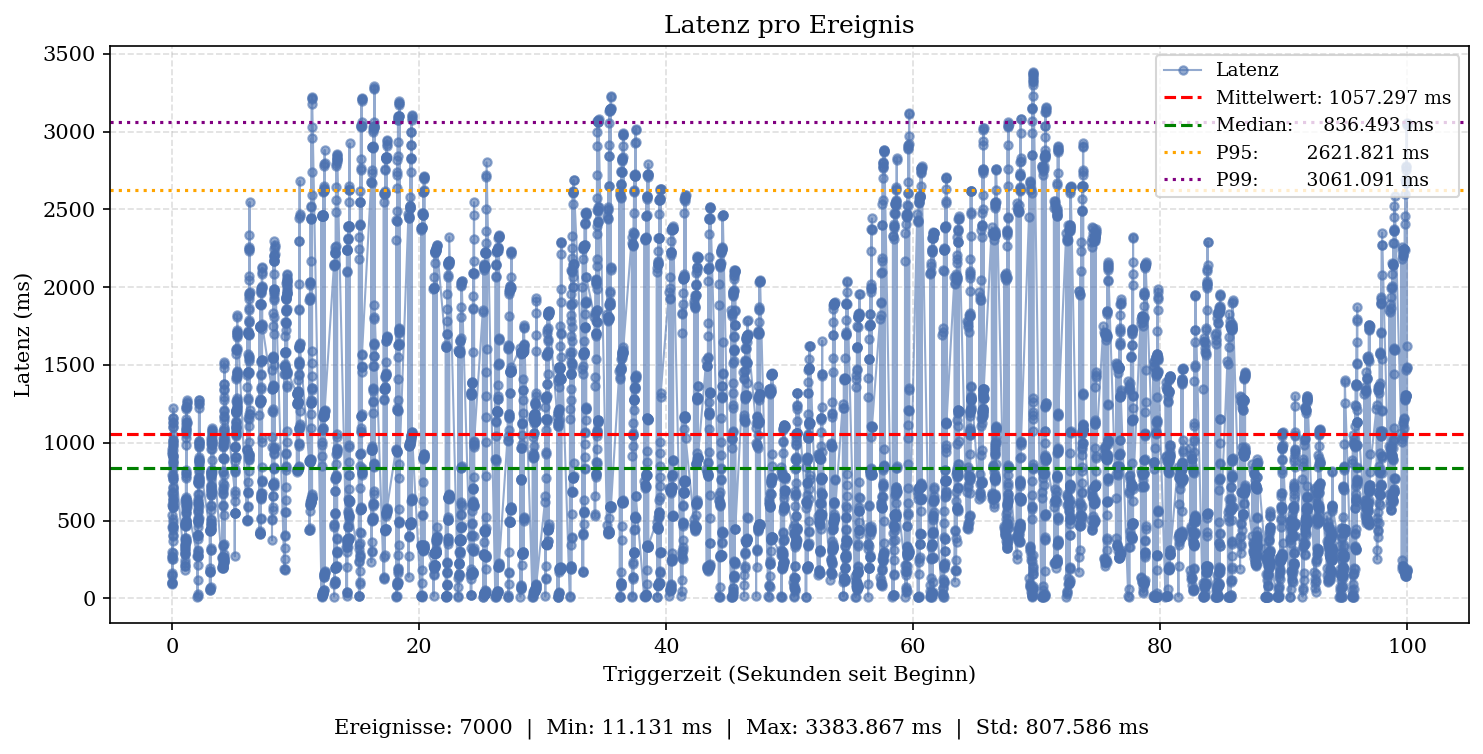 Latenz pro Ereignis
3500
3000
2500
2000
1500
1000
500
0
Latenz (ms)
Latenz
Mittelwert: 1057.297 ms
Median: 836.493 ms
P95: 2621.821 ms
P99: 3061.091 ms
0 20 40 60 80 100
Triggerzeit (Sekunden seit Beginn)
Ereignisse: 7000 | Min: 11.131 ms | Max: 3383.867 ms | Std: 807.586 ms